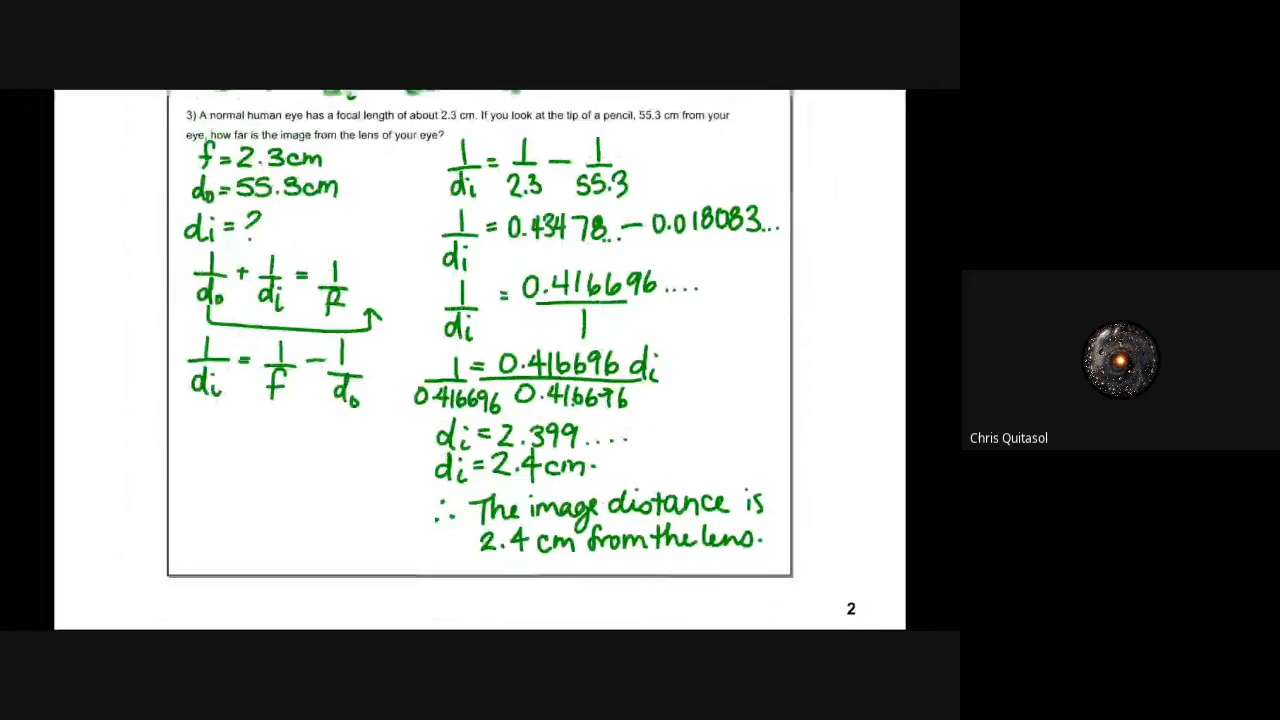 3) A normal human eye has a focal length of about 2.3 cm. If you look at the tip of a pencil, 55.3 cm from your
eye, how far is the image from the lens of your eye?
f = 2.3cm
do = 55.3cm
di = ?
1/do + 1/di = 1/f
1/di = 1/f - 1/do
1/di = 1/2.3 - 1/55.3
1/di = 0.43478... - 0.018083...
1/di = 0.416696..../1
1/0.416696 = 0.416696 di/0.416696
di = 2.399....
di = 2.4cm.
∴ The image distance is
2.4 cm from the lens.
2
Chris Quitasol